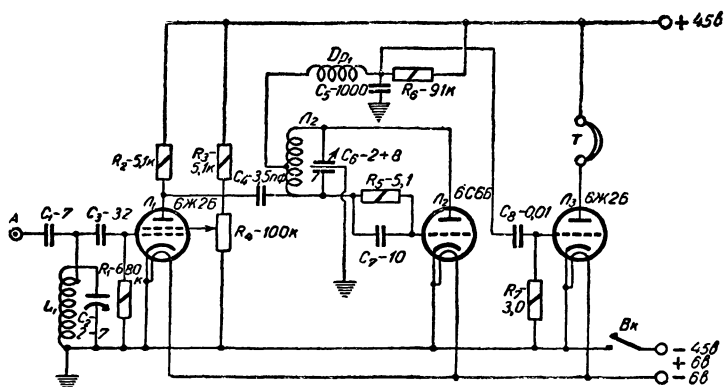 + 45в
Др1
C5-1000
R6-91к
R2-5,1к
R3-
5,1к
Л2
C6-2÷8
7
Т
C4-3,5пф
R5-5,1
Л1
6Ж2Б
Л2
6С6Б
Л3
6Ж2Б
А
C1-7
C3-32
R4-100к
C7-10
C8-0,01
R1-680
к
L1
C2-
2-7
R7-
3,0
Вк
- 45в
+ 6в
- 6в